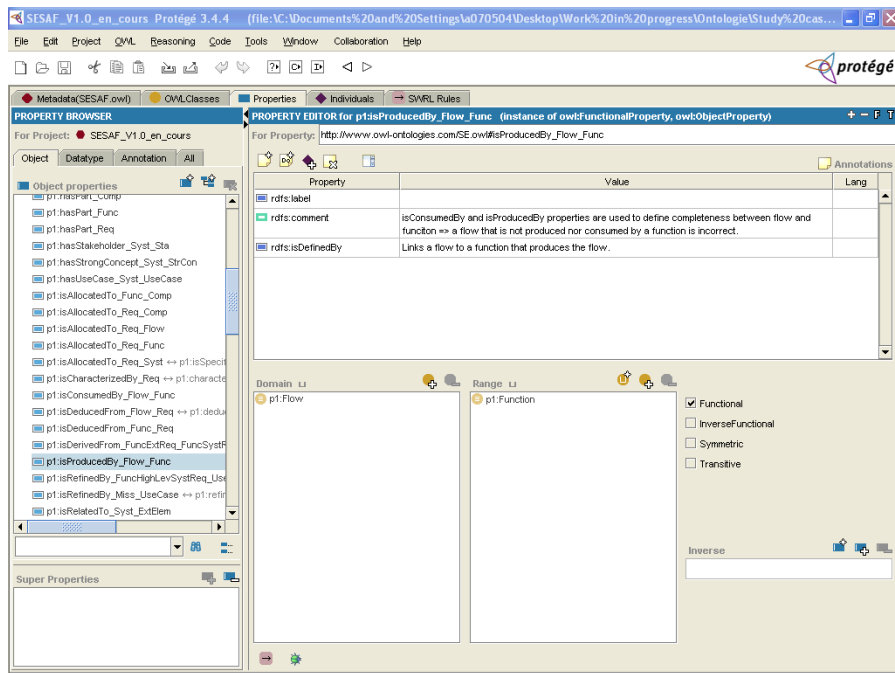 SESAF_V1.0_en_cours Protégé 3.4.4 (file:\C:\Documents%20and%20Settings\a070504\Desktop\Work%20in%20progress\Ontologie\Study%20cas...
File Edit Project OWL Reasoning Code Tools Window Collaboration Help
protégé
Metadata(SESAF.owl) OWLClasses Properties Individuals SWRL Rules
PROPERTY BROWSER
For Project: SESAF_V1.0_en_cours
Object Datatype Annotation All
Object properties
p1:hasPart_Comp
p1:hasPart_Func
p1:hasPart_Req
p1:hasStakeholder_Syst_Sta
p1:hasStrongConcept_Syst_StrCon
p1:hasUseCase_Syst_UseCase
p1:isAllocatedTo_Func_Comp
p1:isAllocatedTo_Req_Comp
p1:isAllocatedTo_Req_Flow
p1:isAllocatedTo_Req_Func
p1:isAllocatedTo_Req_Syst ↔ p1:isSpecif
p1:isCharacterizedBy_Req ↔ p1:characte
p1:isConsumedBy_Flow_Func
p1:isDeducedFrom_Flow_Req ↔ p1:dedu
p1:isDeducedFrom_Func_Req
p1:isDerivedFrom_FuncExtReq_FuncSystR
p1:isProducedBy_Flow_Func
p1:isRefinedBy_FuncHighLevSystReq_Use
p1:isRefinedBy_Miss_UseCase ↔ p1:refin
p1:isRelatedTo_Syst_ExtElem
Super Properties
PROPERTY EDITOR for p1:isProducedBy_Flow_Func (instance of owl:FunctionalProperty, owl:ObjectProperty) + - F T
For Property: http://www.owl-ontologies.com/SE.owl#isProducedBy_Flow_Func
Annotations
Property Value Lang
rdfs:label
rdfs:comment isConsumedBy and isProducedBy properties are used to define completeness between flow and
funciton => a flow that is not produced nor consumed by a function is incorrect.
rdfs:isDefinedBy Links a flow to a function that produces the flow.
Domain ⊔ Range ⊔
p1:Flow p1:Function
Functional
InverseFunctional
Symmetric
Transitive
Inverse